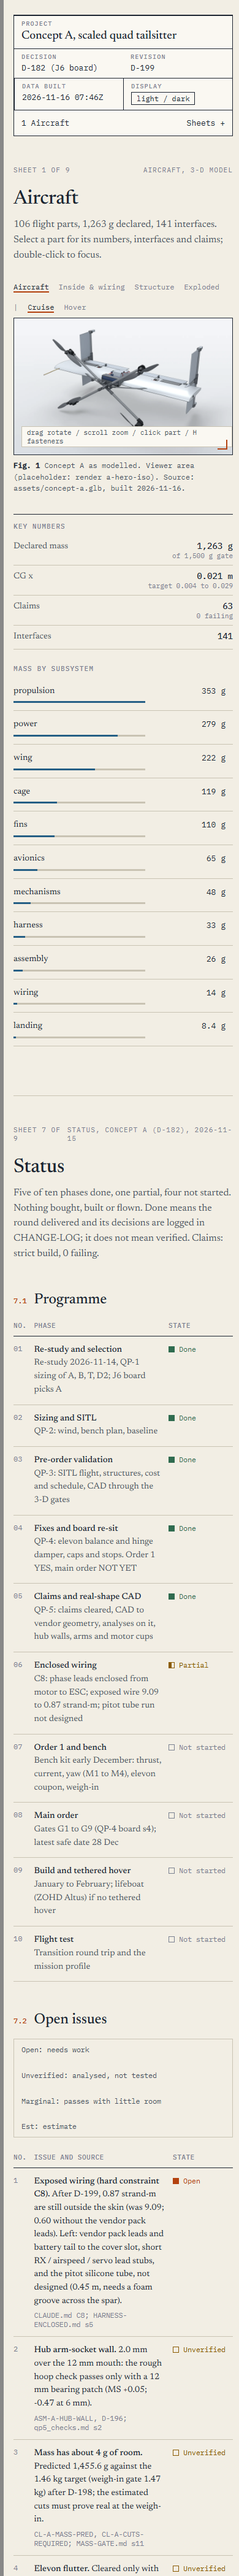 PROJECT
Concept A, scaled quad tailsitter
DECISION
D-182 (J6 board)
REVISION
D-199
DATA BUILT
2026-11-16 07:46Z
DISPLAY
light / dark
1 Aircraft
Sheets +
SHEET 1 OF 9
AIRCRAFT, 3-D MODEL
Aircraft
106 flight parts, 1,263 g declared, 141 interfaces.
Select a part for its numbers, interfaces and claims;
double-click to focus.
Aircraft Inside & wiring Structure Exploded
| Cruise Hover
drag rotate / scroll zoom / click part / H
fasteners
Fig. 1 Concept A as modelled. Viewer area
(placeholder: render a-hero-iso). Source:
assets/concept-a.glb, built 2026-11-16.
KEY NUMBERS
Declared mass
1,263 g
of 1,500 g gate
CG x
0.021 m
target 0.004 to 0.029
Claims
63
0 failing
Interfaces
141
MASS BY SUBSYSTEM
propulsion
353 g
power
279 g
wing
222 g
cage
119 g
fins
110 g
avionics
65 g
mechanisms
48 g
harness
33 g
assembly
26 g
wiring
14 g
landing
8.4 g
SHEET 7 OF
9
STATUS, CONCEPT A (D-182), 2026-11-
15
Status
Five of ten phases done, one partial, four not started.
Nothing bought, built or flown. Done means the
round delivered and its decisions are logged in
CHANGE-LOG; it does not mean verified. Claims:
strict build, 0 failing.
7.1 Programme
NO. PHASE STATE
01 Re-study and selection Done
Re-study 2026-11-14, QP-1
sizing of A, B, T, D2; J6 board
picks A
02 Sizing and SITL Done
QP-2: wind, bench plan, baseline
03 Pre-order validation Done
QP-3: SITL flight, structures, cost
and schedule, CAD through the
3-D gates
04 Fixes and board re-sit Done
QP-4: elevon balance and hinge
damper, caps and stops. Order 1
YES, main order NOT YET
05 Claims and real-shape CAD Done
QP-5: claims cleared, CAD to
vendor geometry, analyses on it,
hub walls, arms and motor cups
06 Enclosed wiring Partial
C8: phase leads enclosed from
motor to ESC; exposed wire 9.09
to 0.87 strand-m; pitot tube run
not designed
07 Order 1 and bench Not started
Bench kit early December: thrust,
current, yaw (M1 to M4), elevon
coupon, weigh-in
08 Main order Not started
Gates G1 to G9 (QP-4 board s4);
latest safe date 28 Dec
09 Build and tethered hover Not started
January to February; lifeboat
(ZOHD Altus) if no tethered
hover
10 Flight test Not started
Transition round trip and the
mission profile
7.2 Open issues
Open: needs work
Unverified: analysed, not tested
Marginal: passes with little room
Est: estimate
NO. ISSUE AND SOURCE STATE
1 Exposed wiring (hard constraint Open
C8). After D-199, 0.87 strand-m
are still outside the skin (was 9.09;
0.60 without the vendor pack
leads). Left: vendor pack leads and
battery tail to the cover slot, short
RX / airspeed / servo lead stubs,
and the pitot silicone tube, not
designed (0.45 m, needs a foam
groove across the spar).
CLAUDE.md C8; HARNESS-
ENCLOSED.md s5
2 Hub arm-socket wall. 2.0 mm Unverified
over the 12 mm mouth: the rough
hoop check passes only with a 12
mm bearing patch (MS +0.05;
-0.47 at 6 mm).
ASM-A-HUB-WALL, D-196;
qp5_checks.md s2
3 Mass has about 4 g of room. Unverified
Predicted 1,455.6 g against the
1.46 kg target (weigh-in gate 1.47
kg) after D-198; the estimated
cuts must prove real at the weigh-
in.
CL-A-MASS-PRED, CL-A-CUTS-
REQUIRED; MASS-GATE.md s11
4 Elevon flutter. Cleared only with Unverified